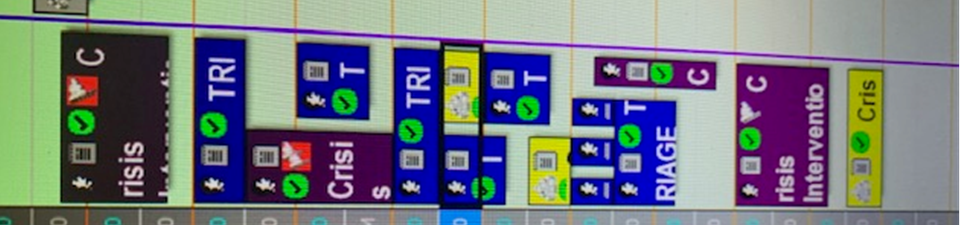 C
risis
TRI
T
Crisi
s
TRI
T
T
RIAGE
C
C
risis
Interventio
Cris